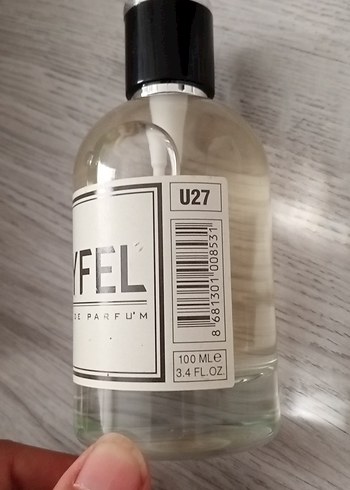 YFEL
DE PARFUM
U27
8 681301 008531
100 ML e
3.4 FL.OZ.